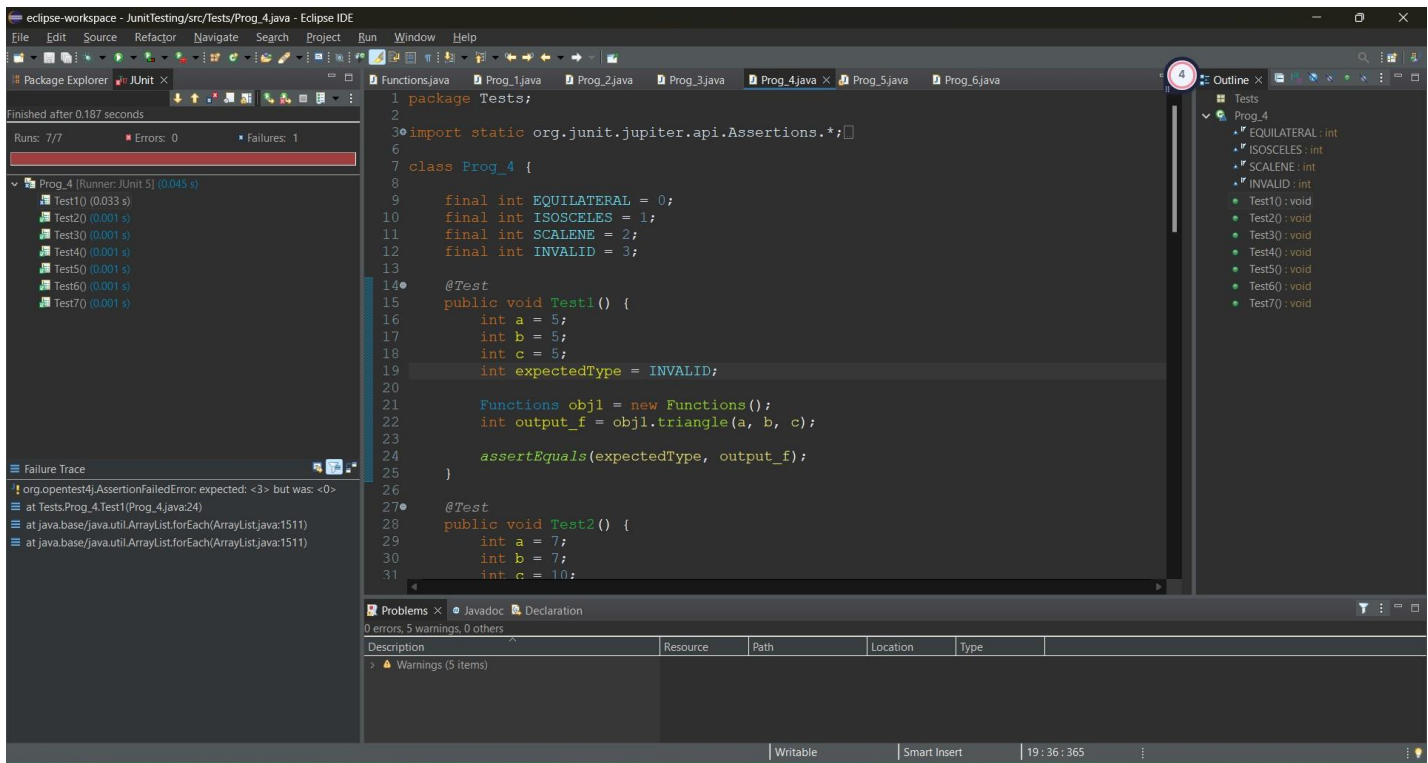 eclipse-workspace - JunitTesting/src/Tests/Prog_4.java - Eclipse IDE
File Edit Source Refactor Navigate Search Project Run Window Help
Package Explorer JUnit
Finished after 0.187 seconds
Runs: 7/7 Errors: 0 Failures: 1
Prog_4 [Runner: JUnit 5] (0.045 s)
Test1() (0.033 s)
Test2() (0.001 s)
Test3() (0.001 s)
Test4() (0.001 s)
Test5() (0.001 s)
Test6() (0.001 s)
Test7() (0.001 s)
Failure Trace
org.opentest4j.AssertionFailedError: expected: <3> but was: <0>
at Tests.Prog_4.Test1(Prog_4.java:24)
at java.base/java.util.ArrayList.forEach(ArrayList.java:1511)
at java.base/java.util.ArrayList.forEach(ArrayList.java:1511)
Functions.java Prog_1.java Prog_2.java Prog_3.java Prog_4.java Prog_5.java Prog_6.java
4
1 package Tests;
2
3 import static org.junit.jupiter.api.Assertions.*;
6
7 class Prog_4 {
8
9 final int EQUILATERAL = 0;
10 final int ISOSCELES = 1;
11 final int SCALENE = 2;
12 final int INVALID = 3;
13
14 @Test
15 public void Test1() {
16 int a = 5;
17 int b = 5;
18 int c = 5;
19 int expectedType = INVALID;
20
21 Functions obj1 = new Functions();
22 int output_f = obj1.triangle(a, b, c);
23
24 assertEquals(expectedType, output_f);
25 }
26
27 @Test
28 public void Test2() {
29 int a = 7;
30 int b = 7;
31 int c = 10;
Outline
Tests
Prog_4
EQUILATERAL : int
ISOSCELES : int
SCALENE : int
INVALID : int
Test1() : void
Test2() : void
Test3() : void
Test4() : void
Test5() : void
Test6() : void
Test7() : void
Problems Javadoc Declaration
0 errors, 5 warnings, 0 others
Description Resource Path Location Type
Warnings (5 items)
Writable Smart Insert 19 : 36 : 365